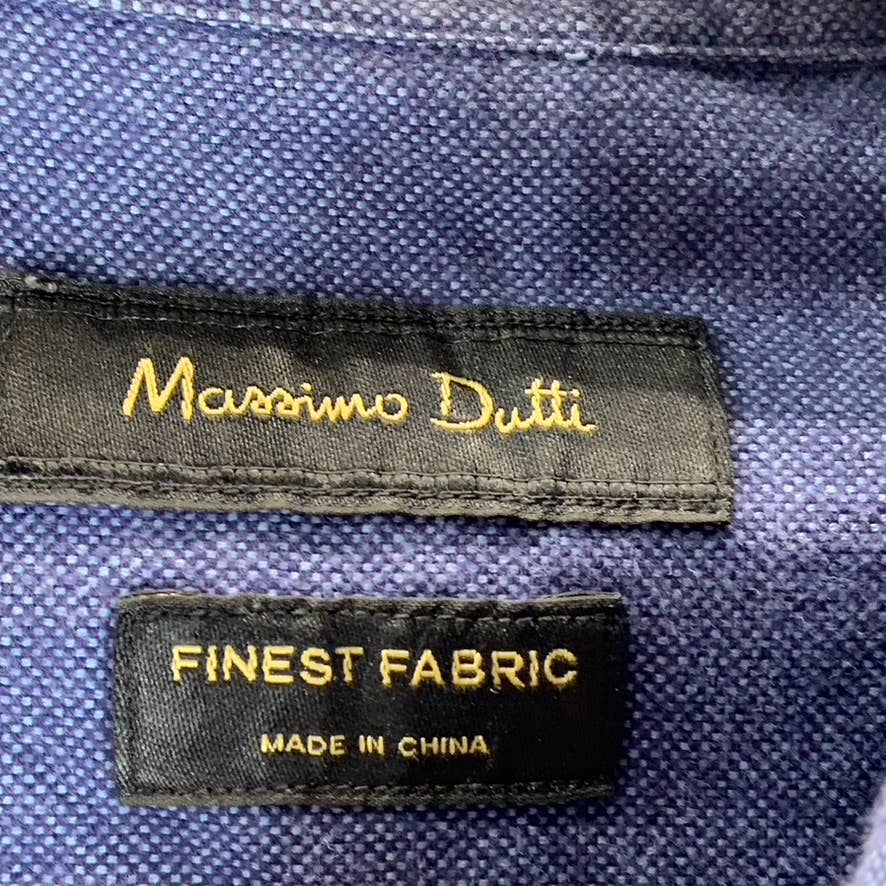 Massimo Dutti
FINEST FABRIC
MADE IN CHINA